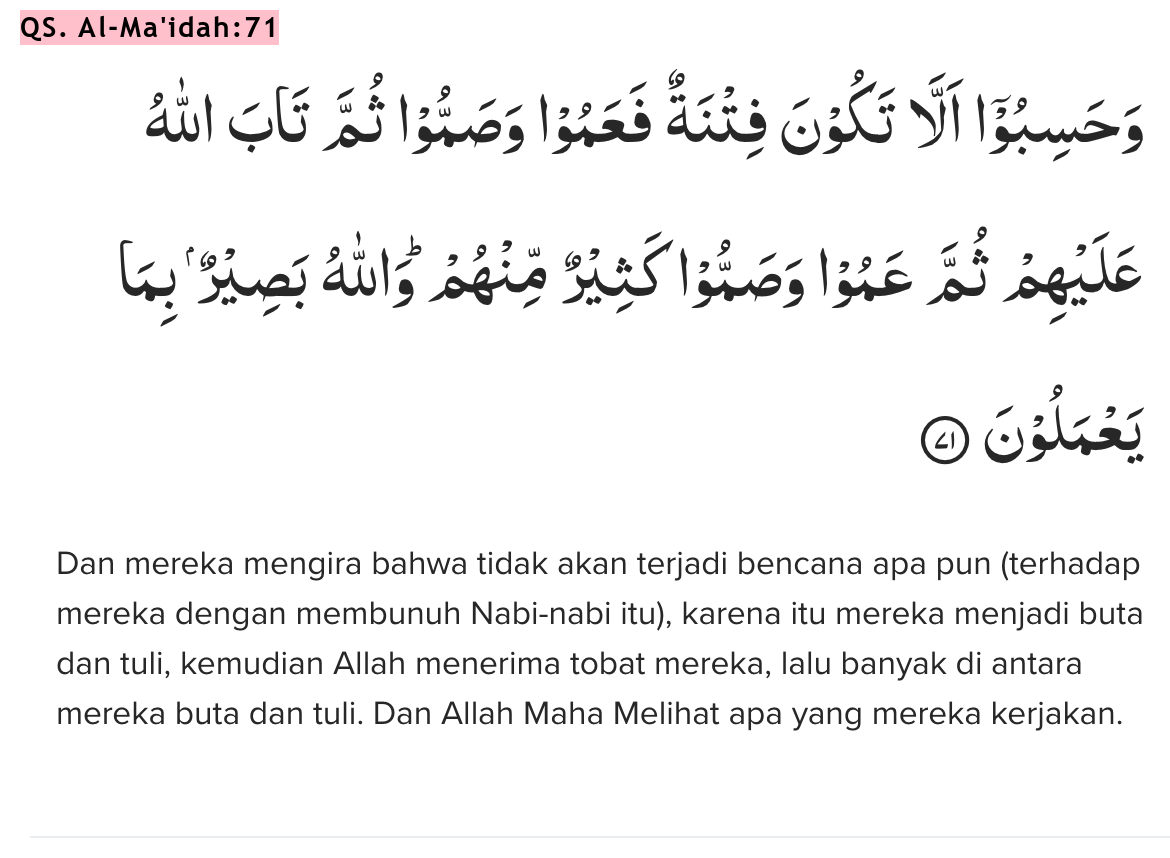 QS. Al-Ma'idah:71
وَحَسِبُوْٓا اَلَّا تَكُوْنَ فِتْنَةٌ فَعَمُوْا وَصَمُّوْا ثُمَّ تَابَ اللّٰهُ
عَلَيْهِمْ ثُمَّ عَمُوْا وَصَمُّوْا كَثِيْرٌ مِّنْهُمْۗ وَاللّٰهُ بَصِيْرٌۢ بِمَا
يَعْمَلُوْنَ ٧١
Dan mereka mengira bahwa tidak akan terjadi bencana apa pun (terhadap
mereka dengan membunuh Nabi-nabi itu), karena itu mereka menjadi buta
dan tuli, kemudian Allah menerima tobat mereka, lalu banyak di antara
mereka buta dan tuli. Dan Allah Maha Melihat apa yang mereka kerjakan.